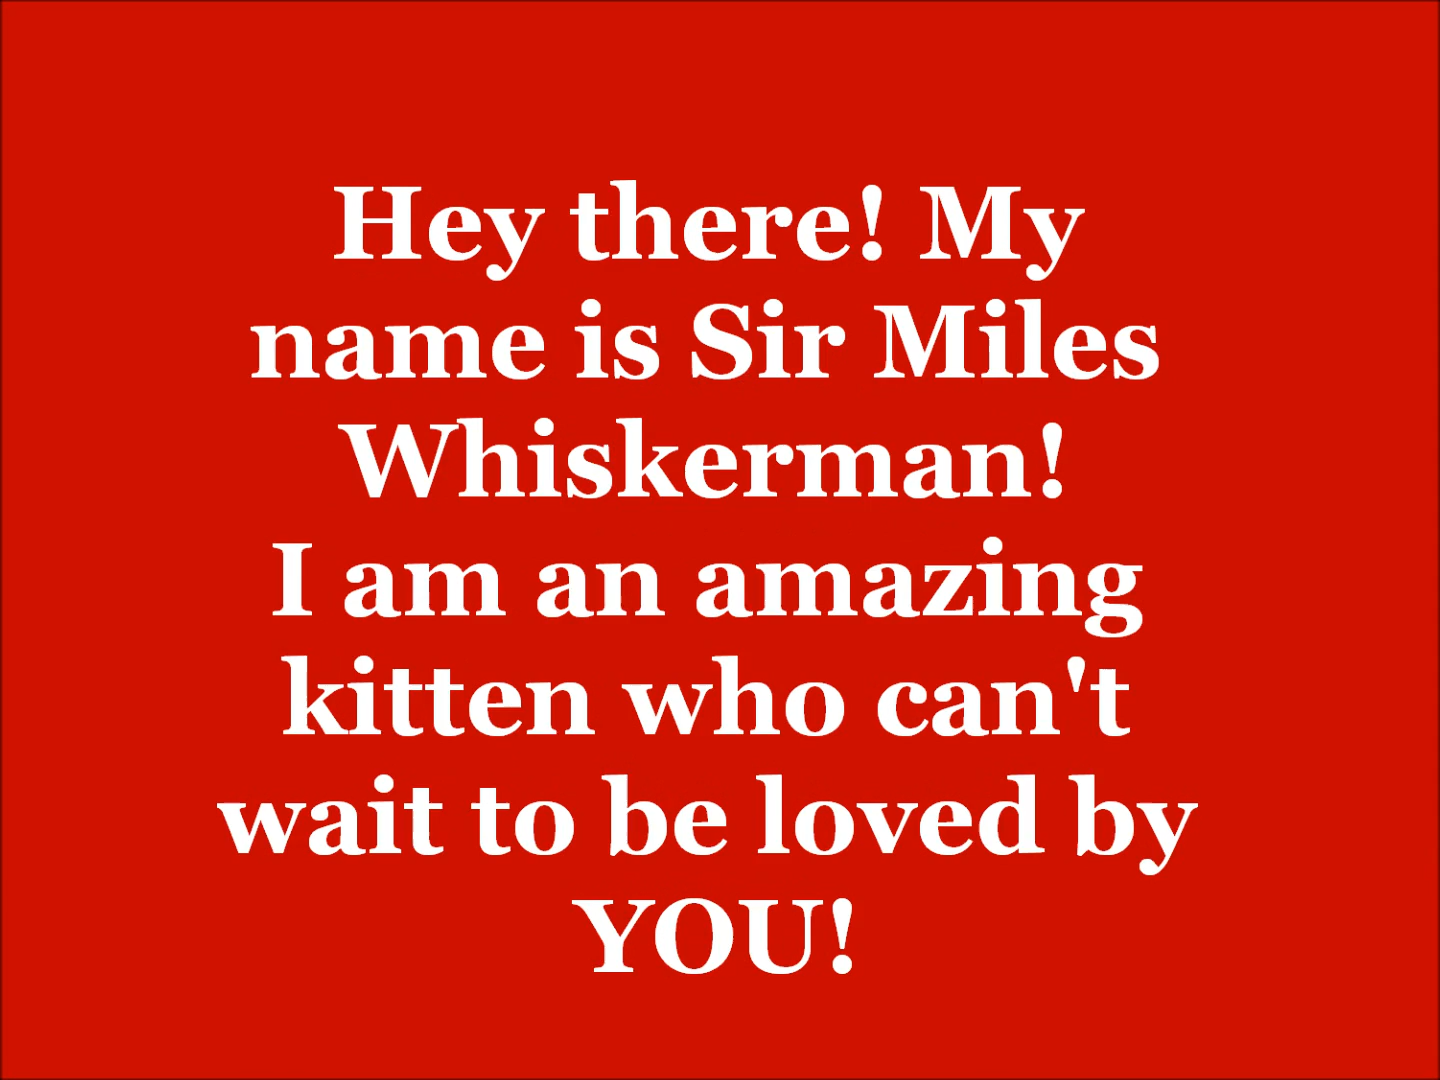 Hey there! My
name is Sir Miles
Whiskerman!
I am an amazing
kitten who can't
wait to be loved by
YOU!